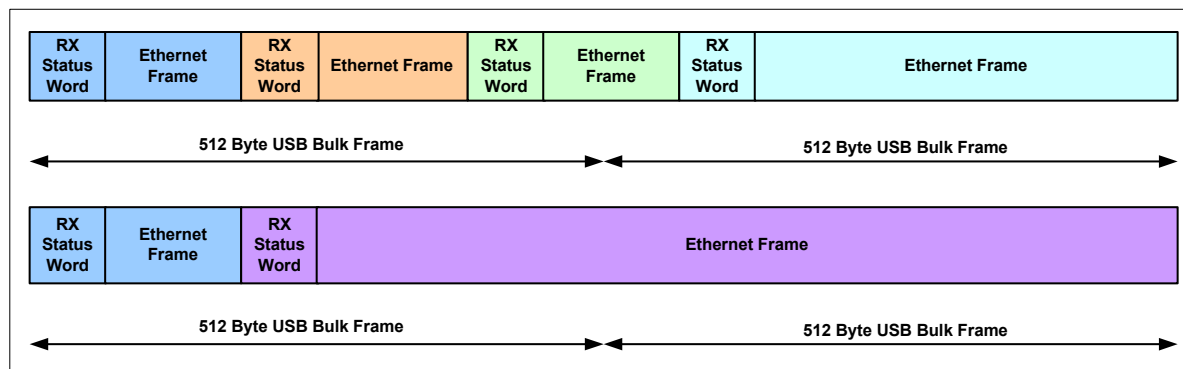 RX
Status
Word
Ethernet
Frame
RX
Status
Word
Ethernet Frame
RX
Status
Word
Ethernet
Frame
RX
Status
Word
Ethernet Frame
512 Byte USB Bulk Frame
512 Byte USB Bulk Frame
RX
Status
Word
Ethernet
Frame
RX
Status
Word
Ethernet Frame
512 Byte USB Bulk Frame
512 Byte USB Bulk Frame